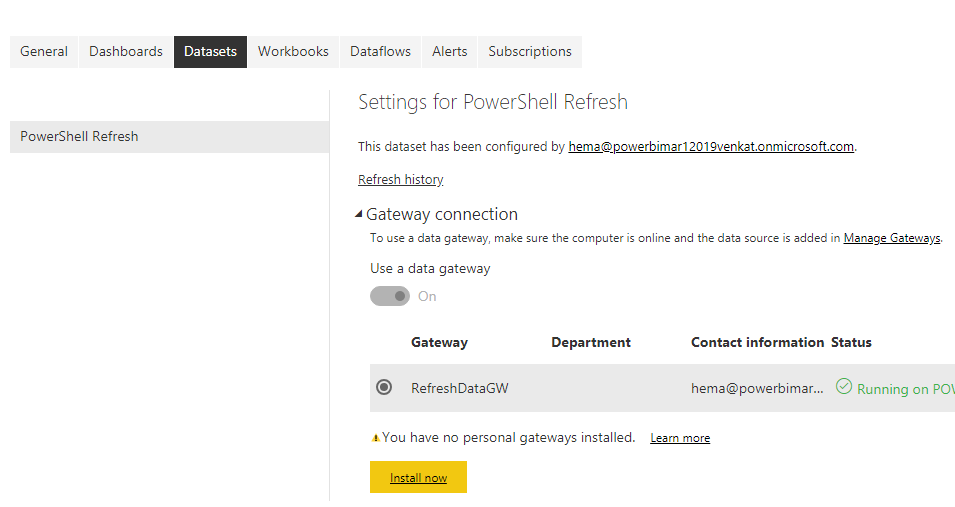 General Dashboards Datasets Workbooks Dataflows Alerts Subscriptions
PowerShell Refresh
Settings for PowerShell Refresh
This dataset has been configured by hema@powerbimar12019venkat.onmicrosoft.com.
Refresh history
Gateway connection
To use a data gateway, make sure the computer is online and the data source is added in Manage Gateways.
Use a data gateway
On
Gateway Department Contact information Status
RefreshDataGW hema@powerbimar... Running on POW
You have no personal gateways installed. Learn more
Install now